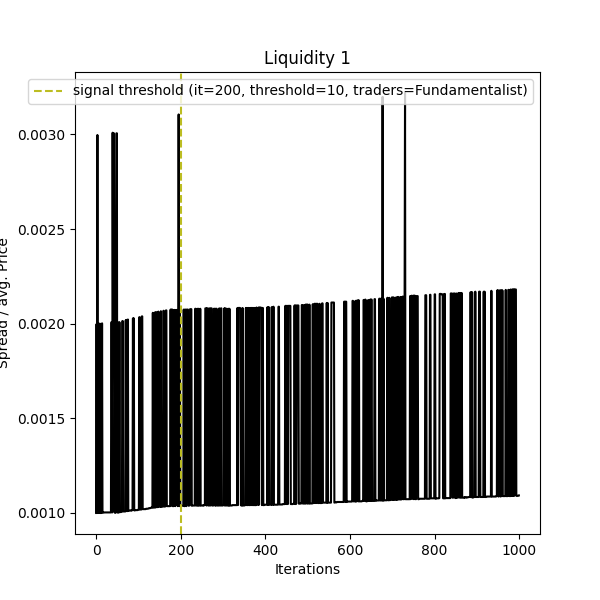 Liquidity 1
signal threshold (it=200, threshold=10, traders=Fundamentalist)
Spread / avg. Price
0.0030
0.0025
0.0020
0.0015
0.0010
0 200 400 600 800 1000
Iterations